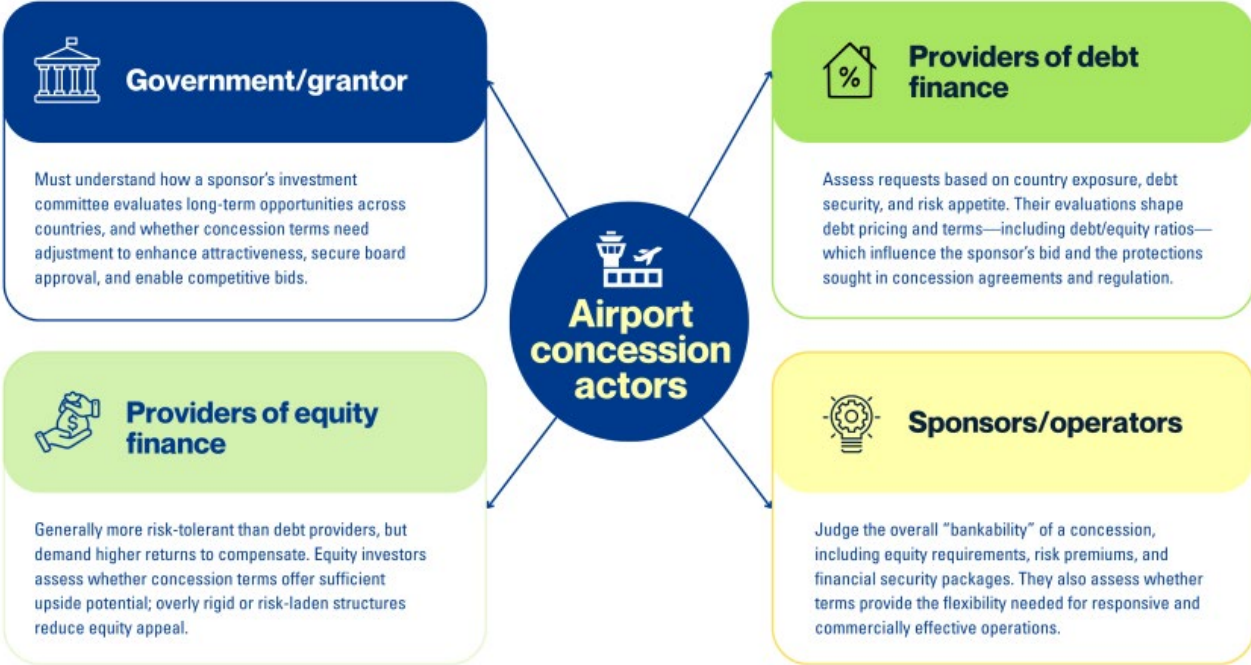 Government/grantor
Must understand how a sponsor's investment
committee evaluates long-term opportunities across
countries, and whether concession terms need
adjustment to enhance attractiveness, secure board
approval, and enable competitive bids.
Providers of debt
finance
%
Assess requests based on country exposure, debt
security, and risk appetite. Their evaluations shape
debt pricing and terms—including debt/equity ratios—
which influence the sponsor's bid and the protections
sought in concession agreements and regulation.
Airport
concession
actors
Providers of equity
finance
$
Generally more risk-tolerant than debt providers, but
demand higher returns to compensate. Equity investors
assess whether concession terms offer sufficient
upside potential; overly rigid or risk-laden structures
reduce equity appeal.
Sponsors/operators
Judge the overall "bankability" of a concession,
including equity requirements, risk premiums, and
financial security packages. They also assess whether
terms provide the flexibility needed for responsive and
commercially effective operations.